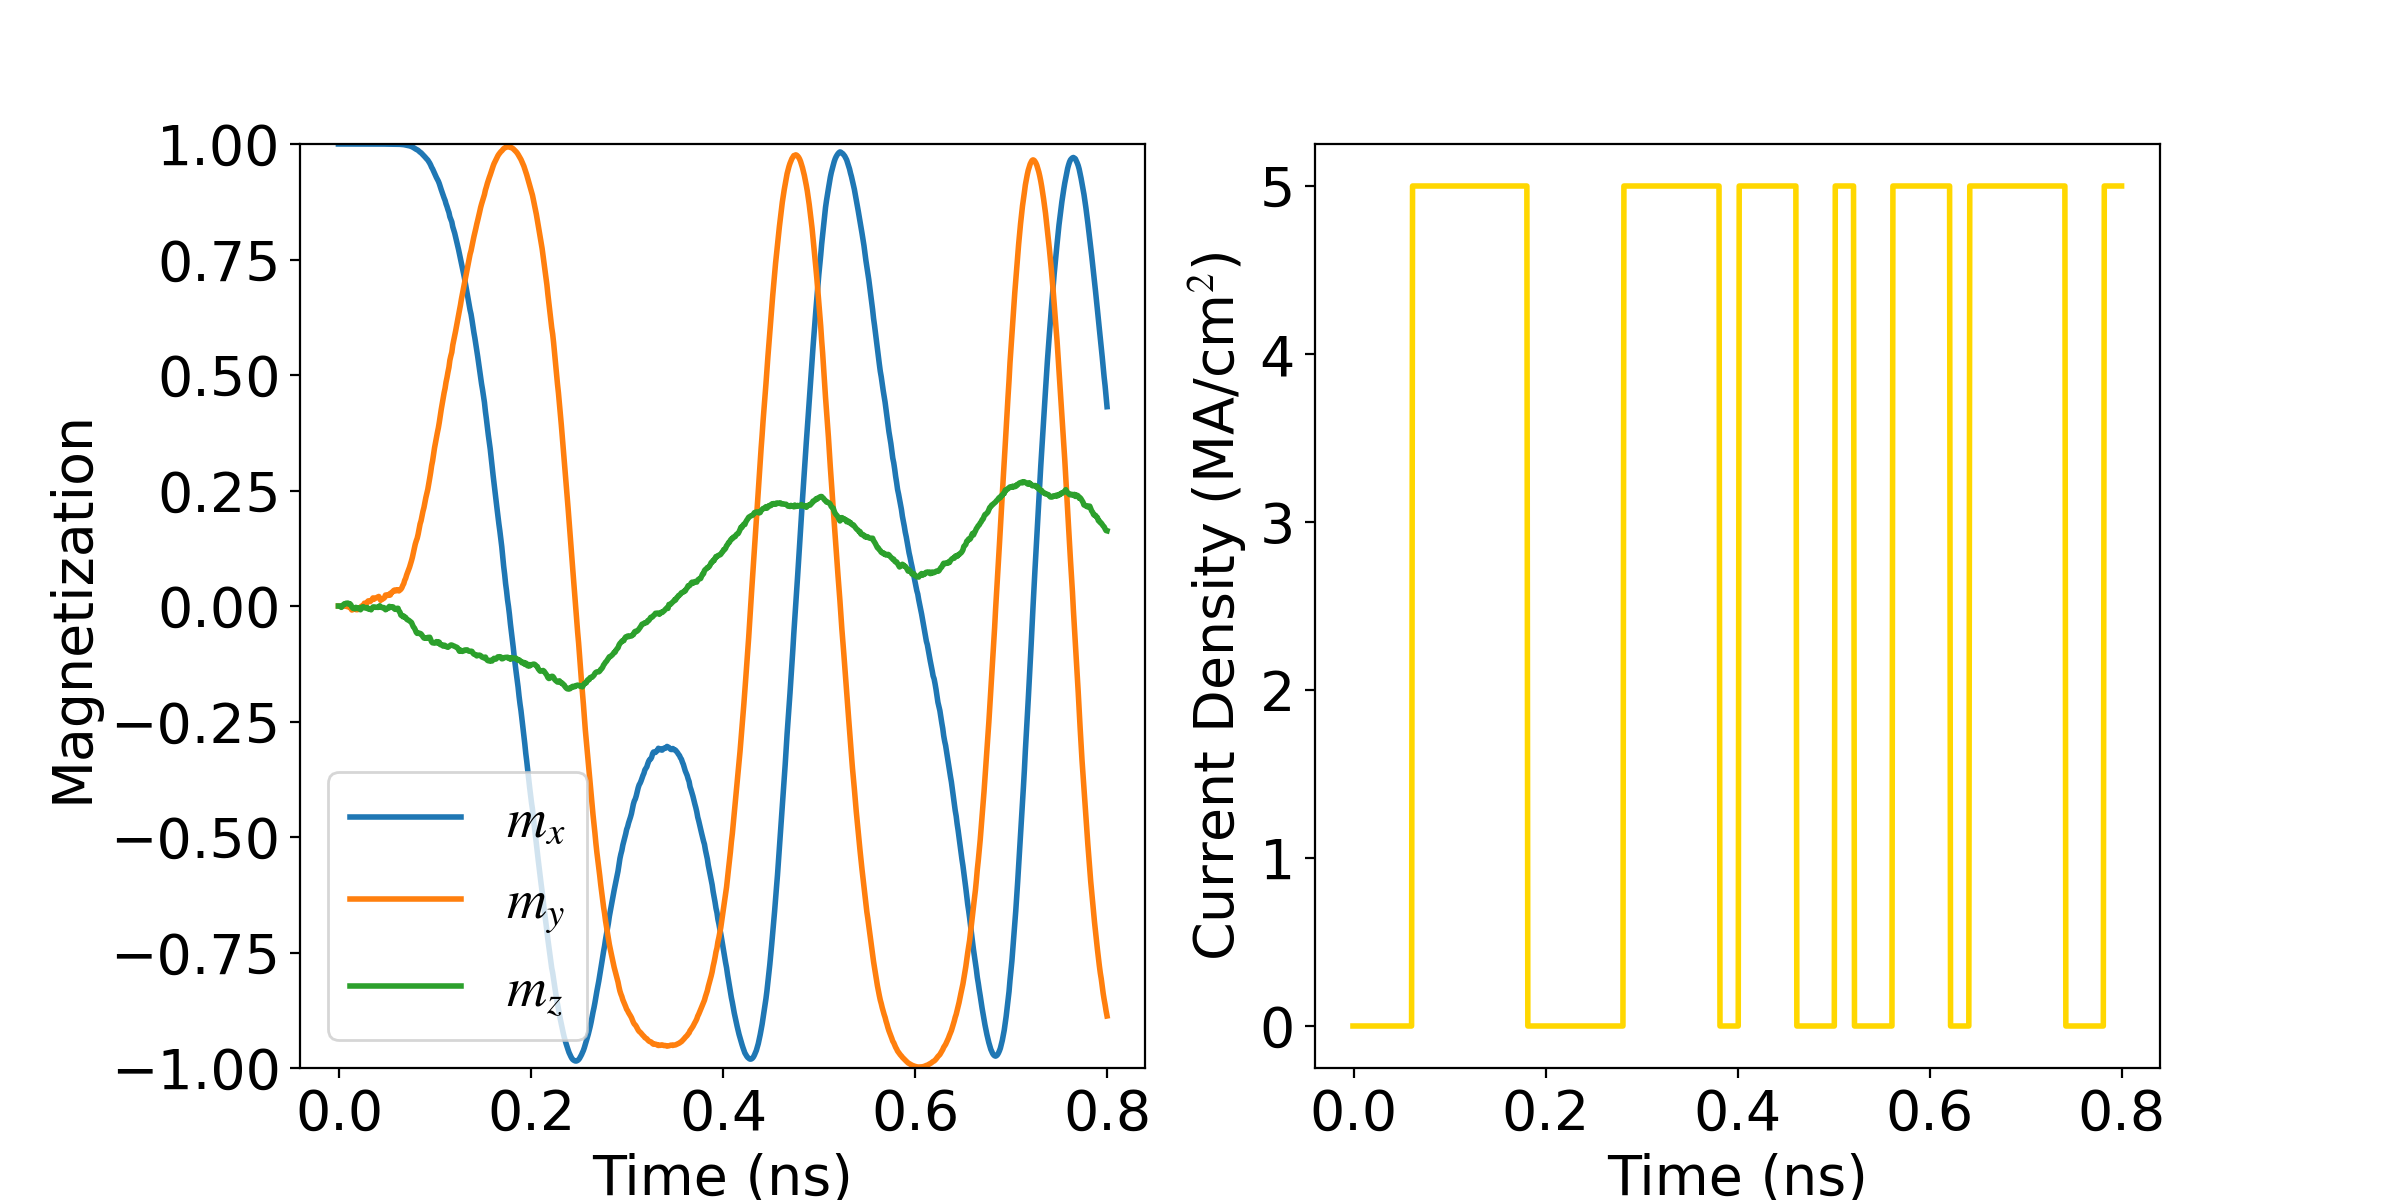 1.00
0.75
0.50
0.25
0.00
−0.25
−0.50
−0.75
−1.00
Magnetization
m_x
m_y
m_z
0.0 0.2 0.4 0.6 0.8
Time (ns)
5
4
3
2
1
0
Current Density (MA/cm²)
0.0 0.2 0.4 0.6 0.8
Time (ns)